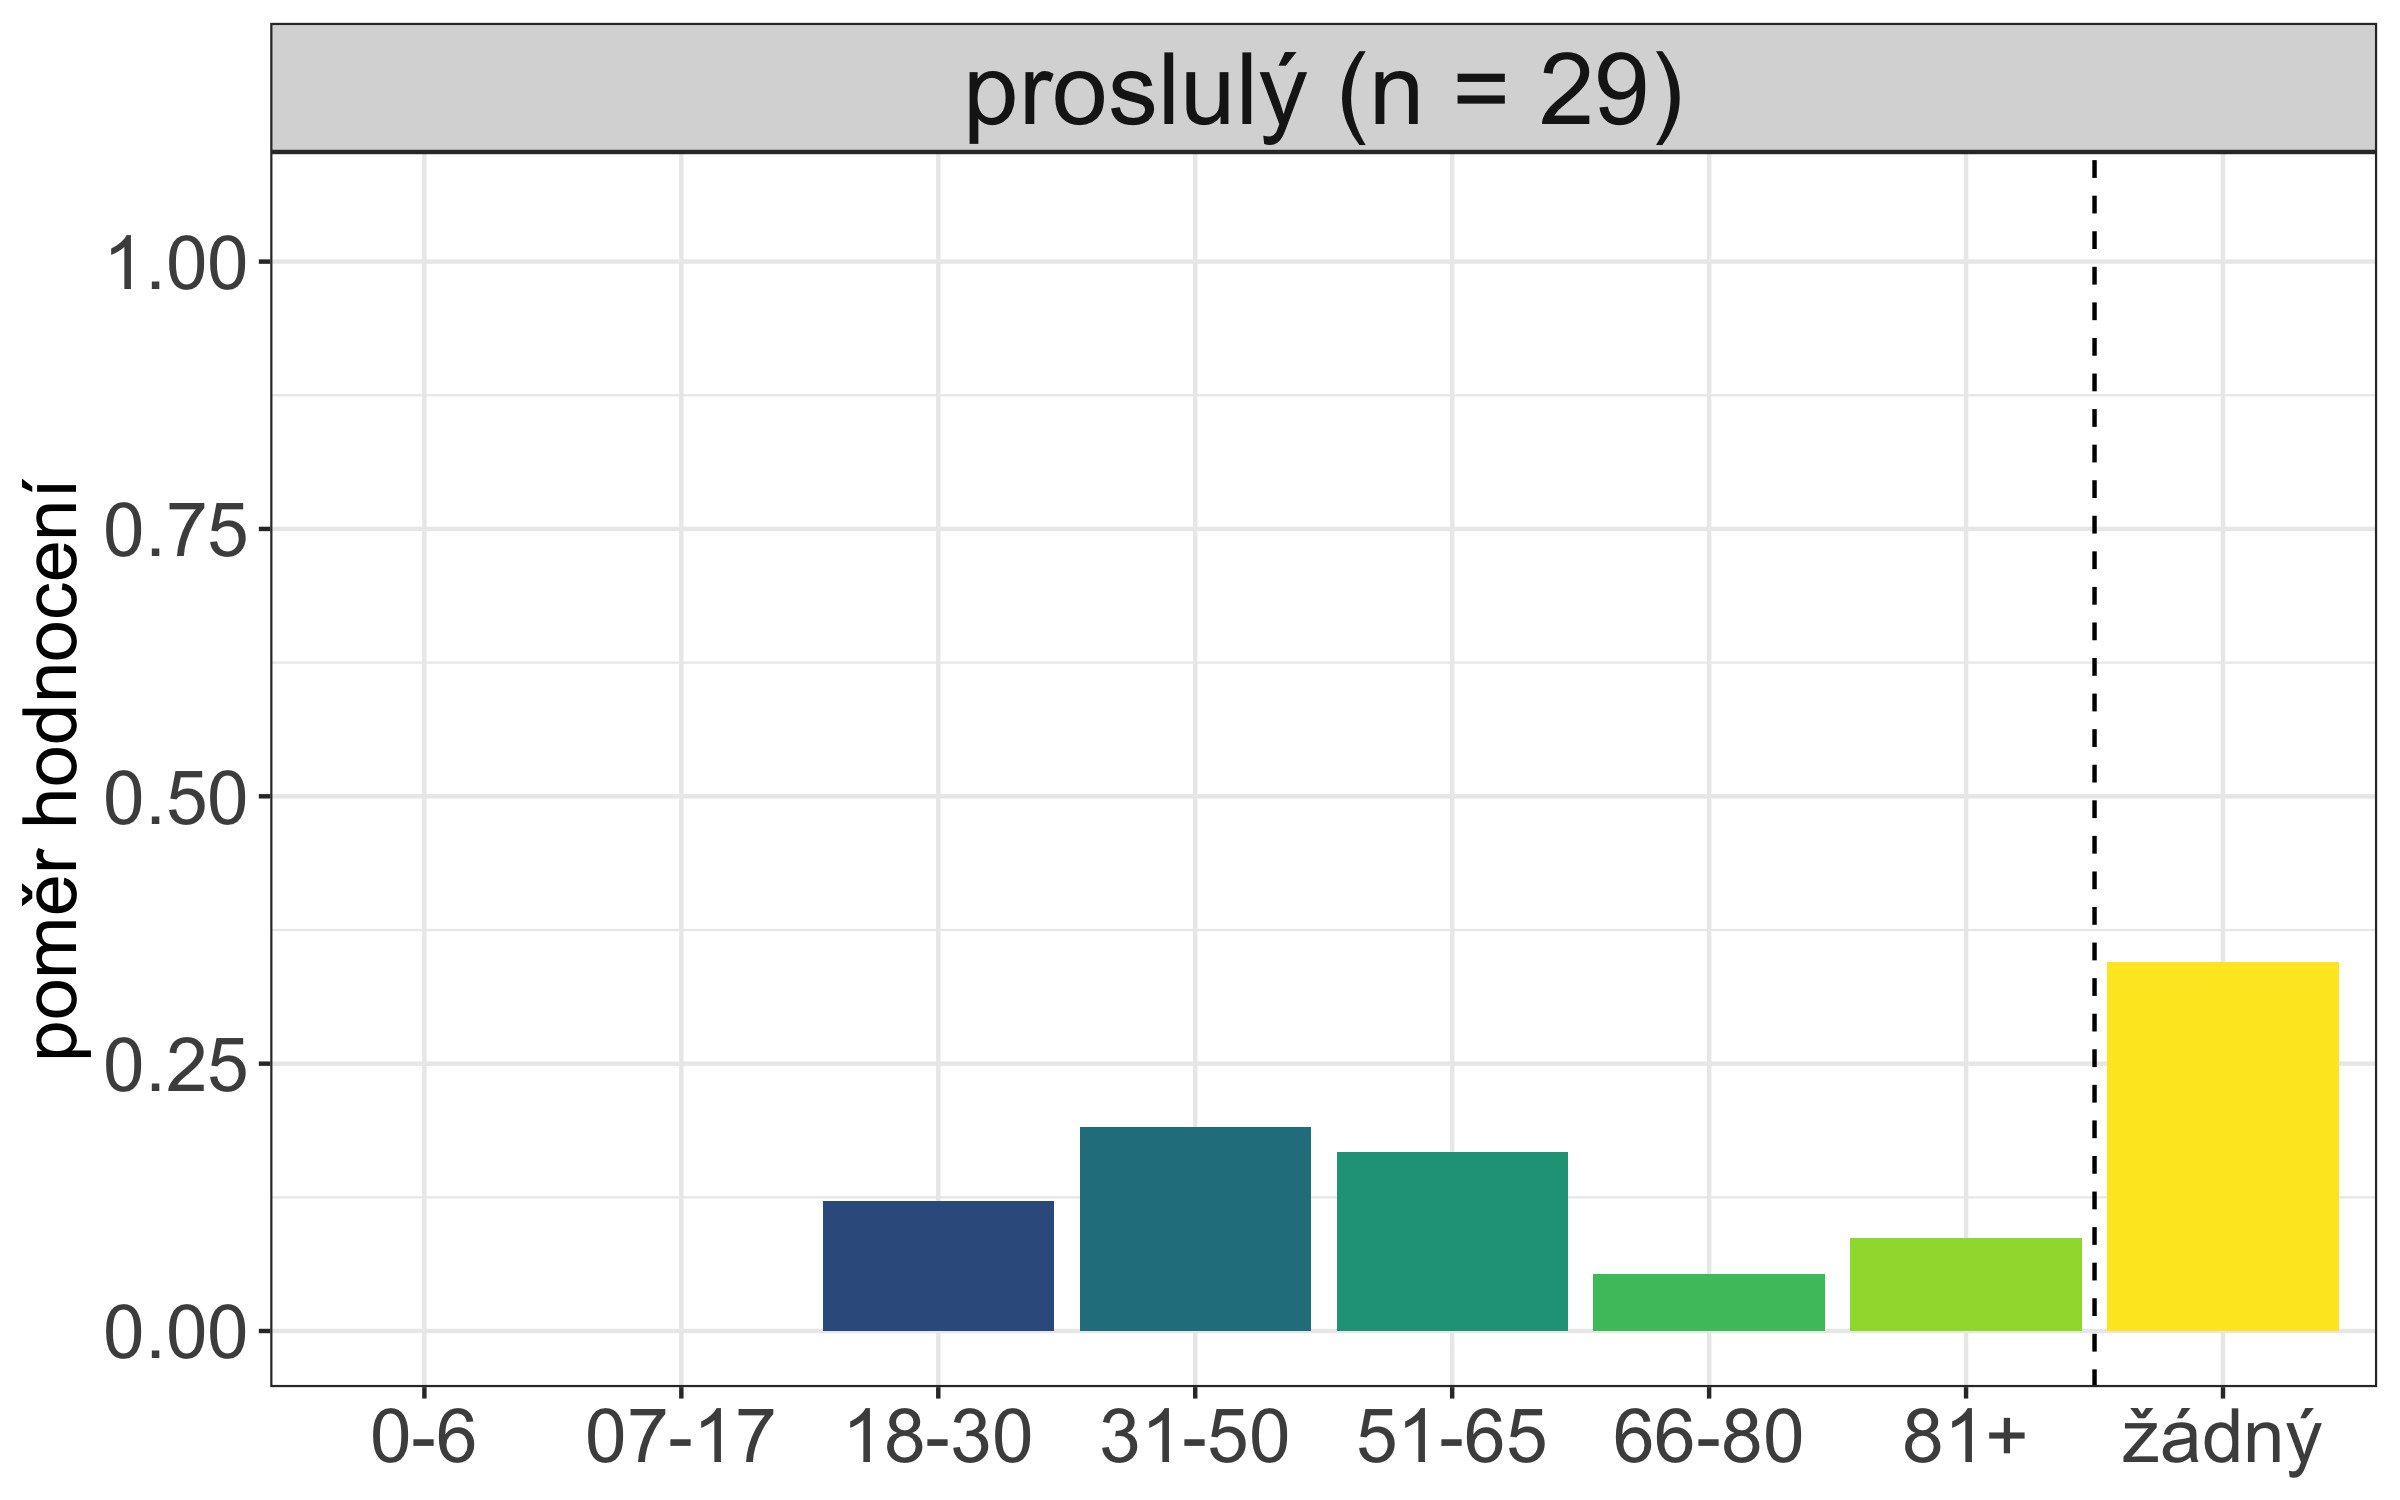 proslulý (n = 29)
poměr hodnocení
1.00
0.75
0.50
0.25
0.00
0-6 07-17 18-30 31-50 51-65 66-80 81+ žádný